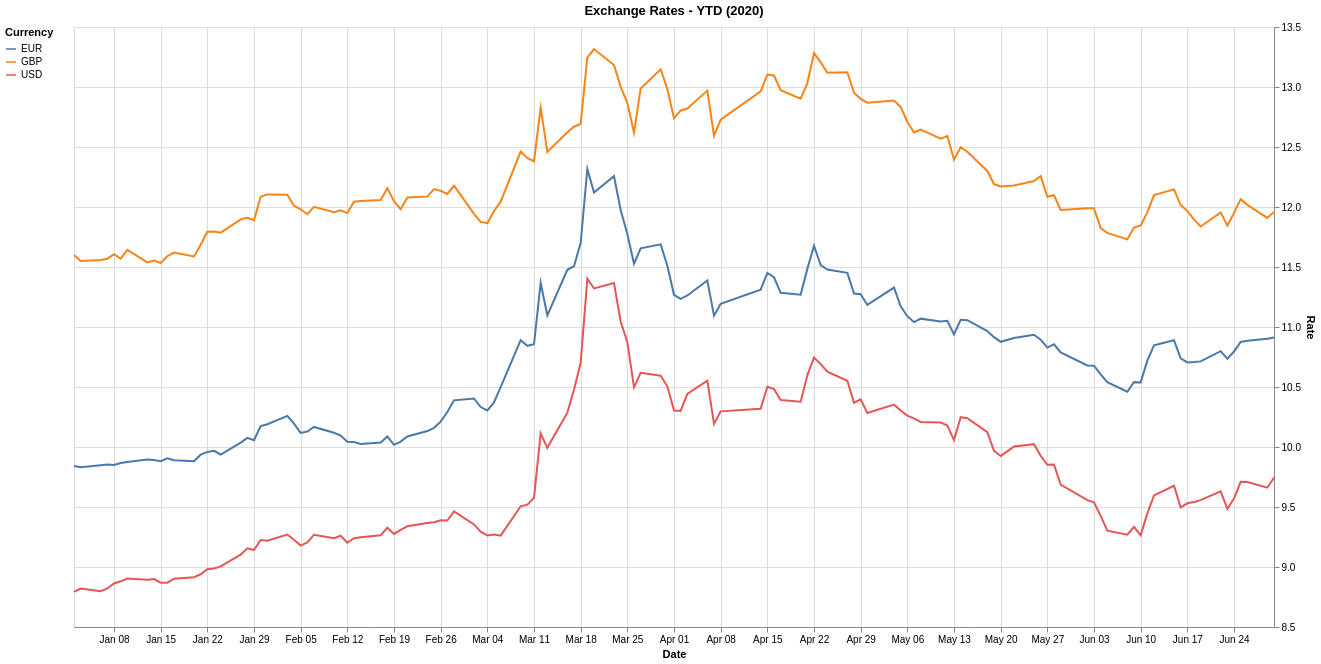 Exchange Rates - YTD (2020)
Currency
EUR
GBP
USD
13.5
13.0
12.5
12.0
11.5
11.0
10.5
10.0
9.5
9.0
8.5
Rate
Jan 08 Jan 15 Jan 22 Jan 29 Feb 05 Feb 12 Feb 19 Feb 26 Mar 04 Mar 11 Mar 18 Mar 25 Apr 01 Apr 08 Apr 15 Apr 22 Apr 29 May 06 May 13 May 20 May 27 Jun 03 Jun 10 Jun 17 Jun 24
Date